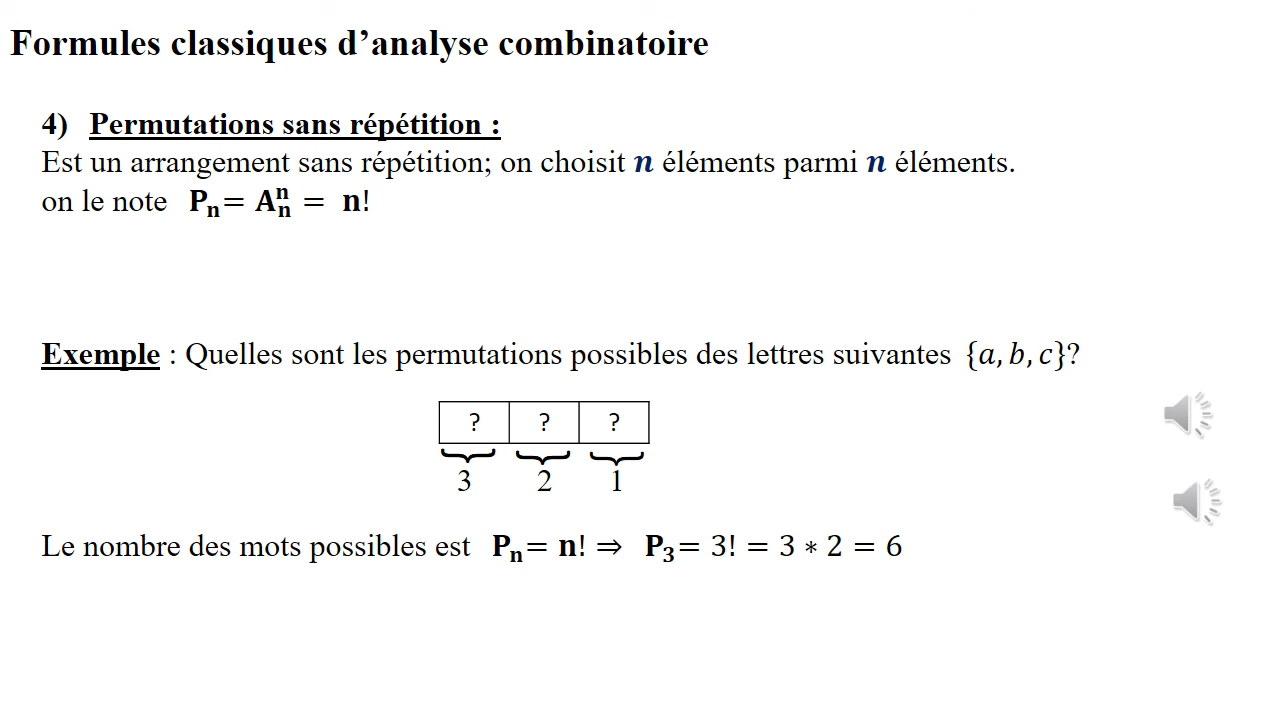 Formules classiques d’analyse combinatoire
4) Permutations sans répétition :
Est un arrangement sans répétition; on choisit n éléments parmi n éléments.
on le note Pₙ= Aₙⁿ = n!
Exemple : Quelles sont les permutations possibles des lettres suivantes {a, b, c}?
? ? ?
3 2 1
Le nombre des mots possibles est Pₙ= n! ⇒ P₃= 3! = 3 ∗ 2 = 6